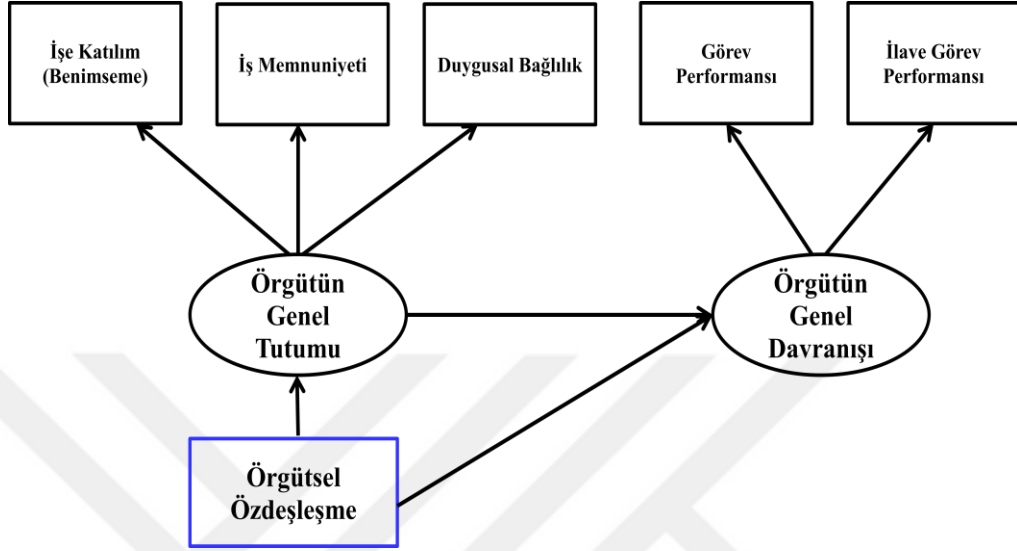 İşe Katılım
(Benimseme)
İş Memnuniyeti
Duygusal Bağlılık
Görev
Performansı
İlave Görev
Performansı
Örgütün
Genel
Tutumu
Örgütün
Genel
Davranışı
Örgütsel
Özdeşleşme